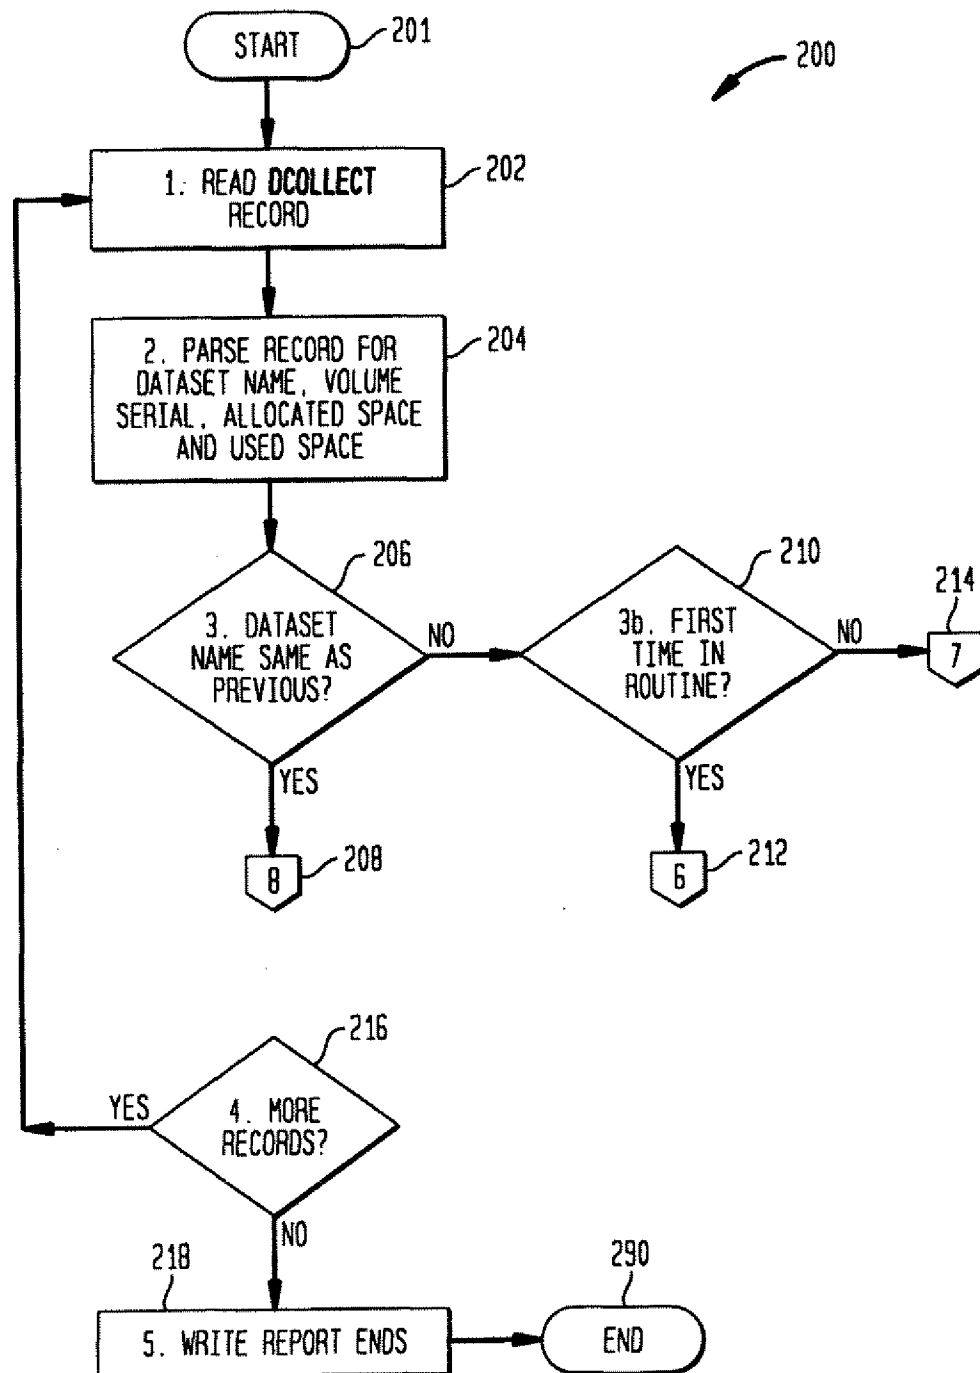 START
201
200
1. READ DCOLLECT
RECORD
202
2. PARSE RECORD FOR
DATASET NAME, VOLUME
SERIAL, ALLOCATED SPACE
AND USED SPACE
204
3. DATASET
NAME SAME AS
PREVIOUS?
206
NO
YES
8
208
3b. FIRST
TIME IN
ROUTINE?
210
NO
7
214
YES
6
212
4. MORE
RECORDS?
216
YES
NO
218
5. WRITE REPORT ENDS
290
END